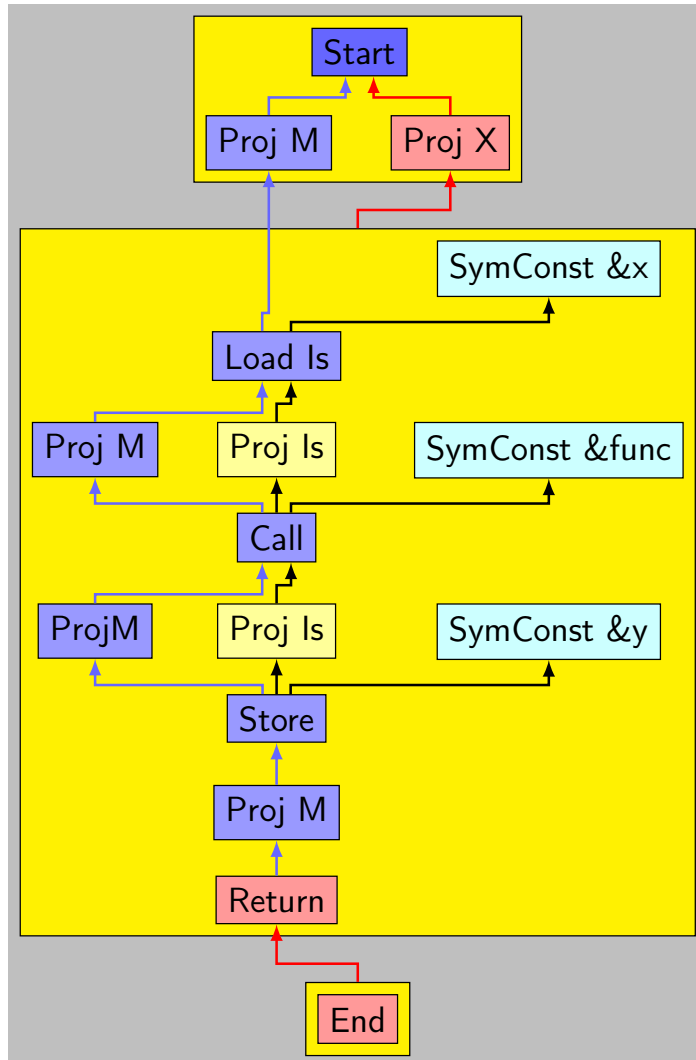 Start
Proj M
Proj X
SymConst &x
Load Is
Proj M
Proj Is
SymConst &func
Call
ProjM
Proj Is
SymConst &y
Store
Proj M
Return
End